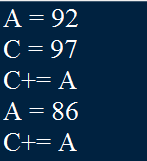 A = 92
C = 97
C+= A
A = 86
C+= A